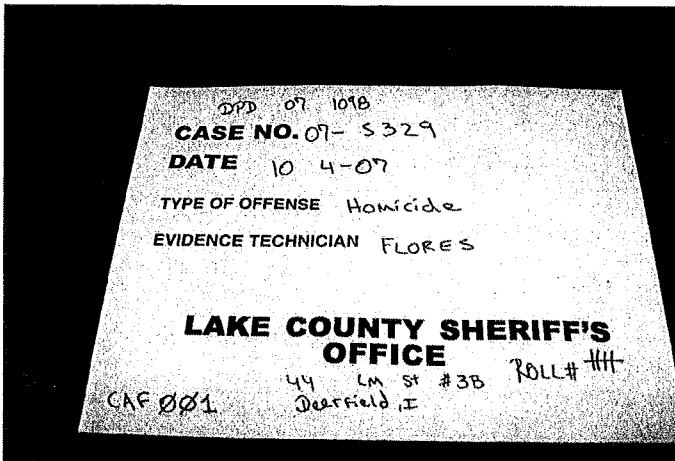 DPD 07 1098
CASE NO. 07- 5329
DATE 10 4-07
TYPE OF OFFENSE Homicide
EVIDENCE TECHNICIAN FLORES
LAKE COUNTY SHERIFF'S
OFFICE
ROLL#
44 LM St #3B
CAF 001 Deerfield, I